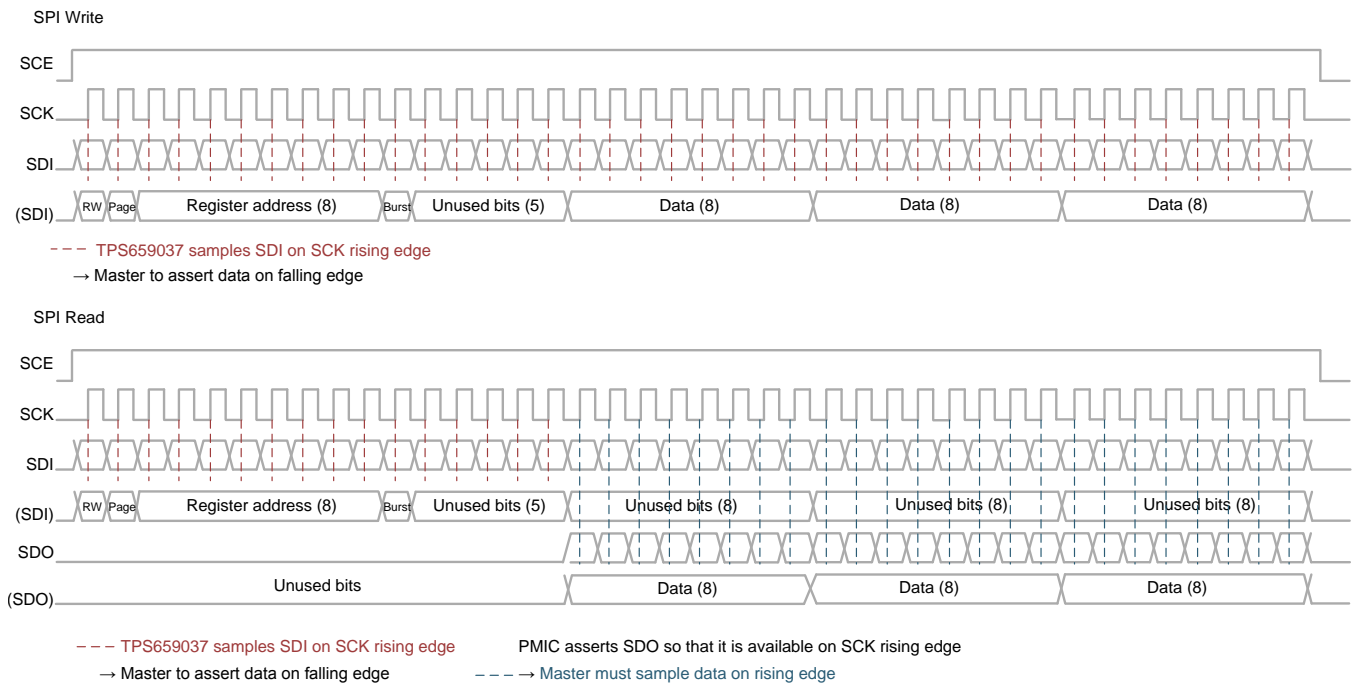 SPI Write
SCE
SCK
SDI
(SDI) RW Page Register address (8) Burst Unused bits (5) Data (8) Data (8) Data (8)
--- TPS659037 samples SDI on SCK rising edge
→ Master to assert data on falling edge
SPI Read
SCE
SCK
SDI
(SDI) RW Page Register address (8) Burst Unused bits (5) Unused bits (8) Unused bits (8) Unused bits (8)
SDO
(SDO) Unused bits Data (8) Data (8) Data (8)
--- TPS659037 samples SDI on SCK rising edge PMIC asserts SDO so that it is available on SCK rising edge
→ Master to assert data on falling edge ---→ Master must sample data on rising edge